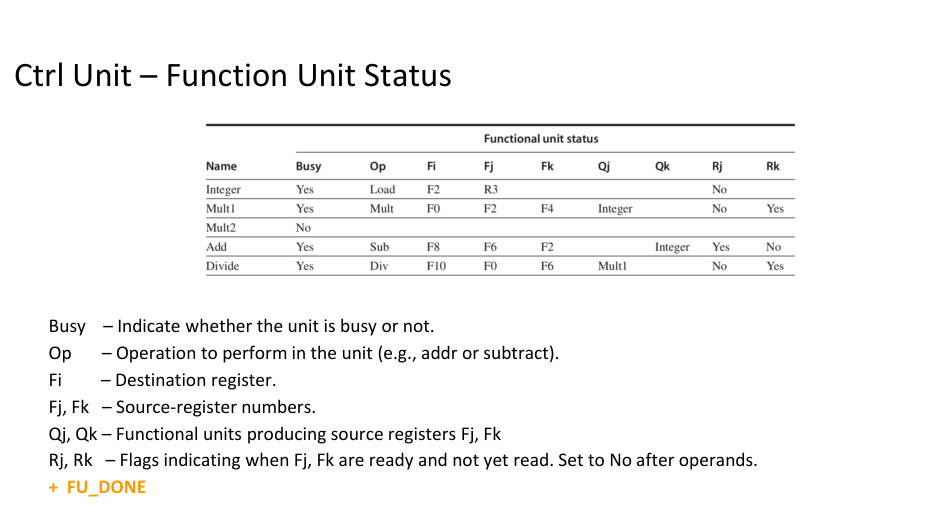 Ctrl Unit – Function Unit Status
Functional unit status
Name Busy Op Fi Fj Fk Qj Qk Rj Rk
Integer Yes Load F2 R3 No
Mult1 Yes Mult F0 F2 F4 Integer No Yes
Mult2 No
Add Yes Sub F8 F6 F2 Integer Yes No
Divide Yes Div F10 F0 F6 Mult1 No Yes
Busy – Indicate whether the unit is busy or not.
Op – Operation to perform in the unit (e.g., addr or subtract).
Fi – Destination register.
Fj, Fk – Source-register numbers.
Qj, Qk – Functional units producing source registers Fj, Fk
Rj, Rk – Flags indicating when Fj, Fk are ready and not yet read. Set to No after operands.
+ FU_DONE